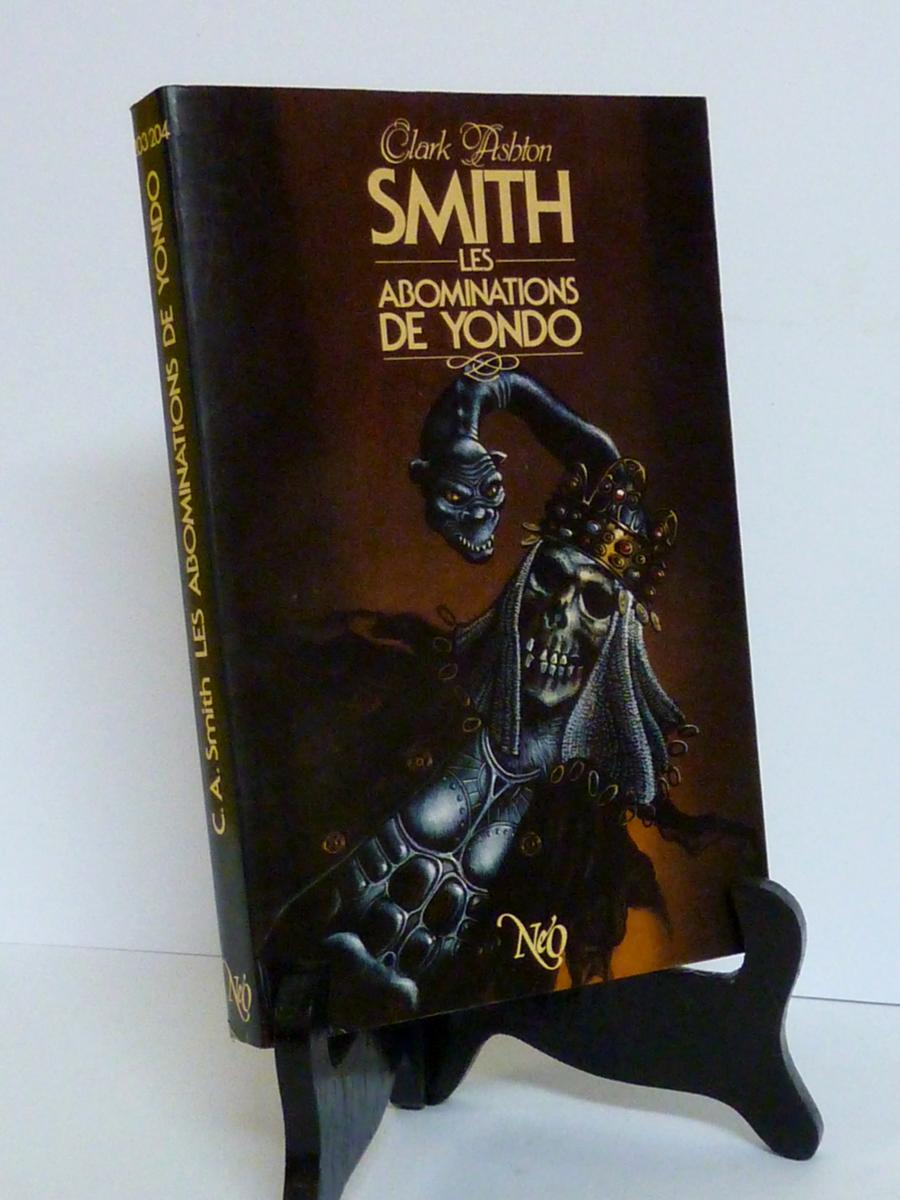 Clark Ashton
SMITH
LES
ABOMINATIONS
DE YONDO
NéO
C. A. Smith LES ABOMINATIONS DE YONDO
NéO